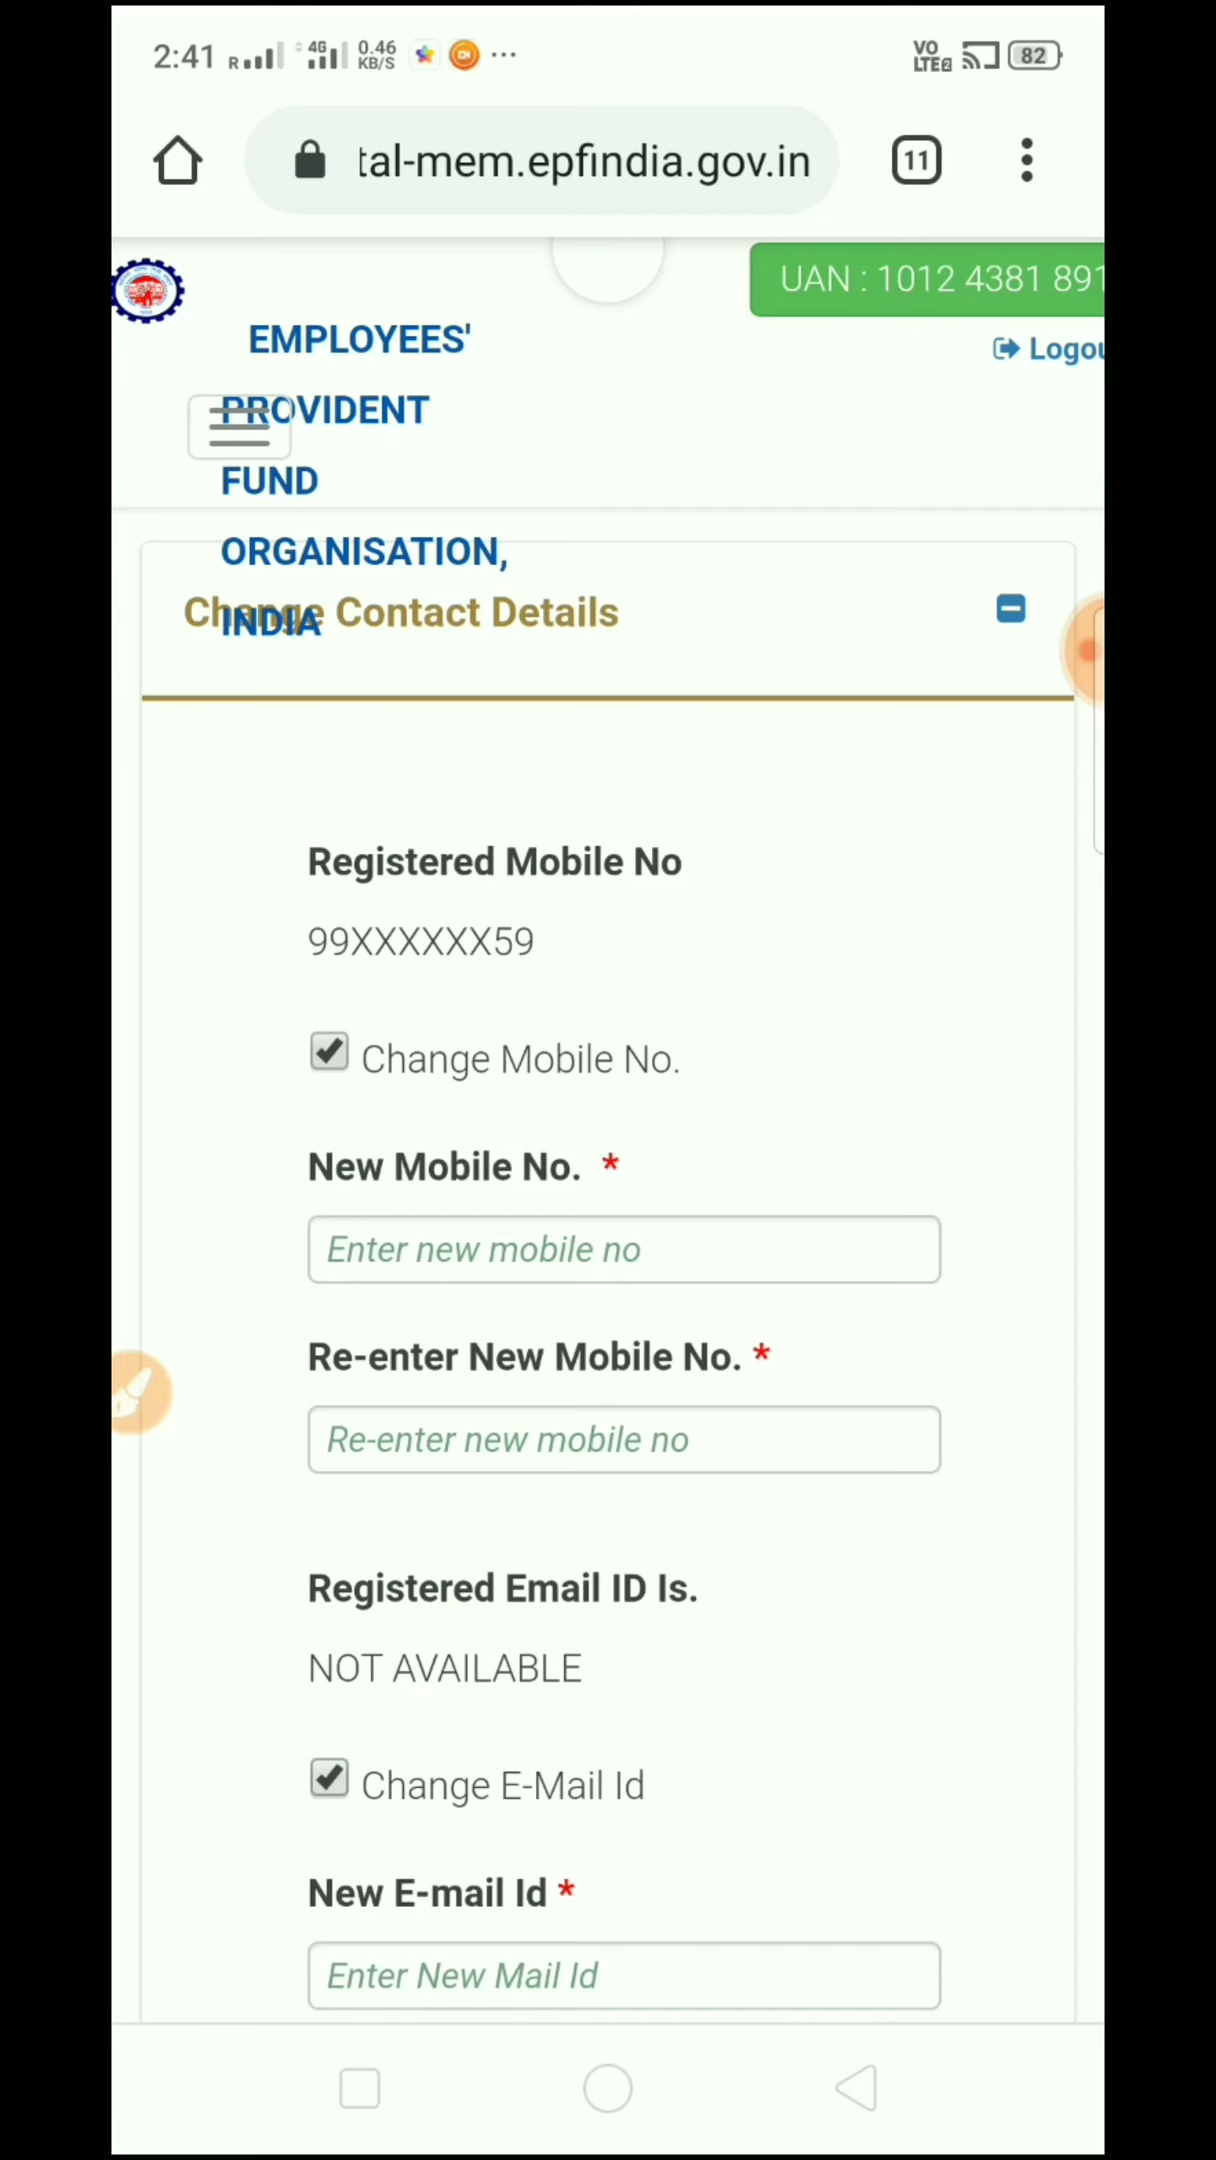 2:41 R 4G 0.46 KB/S ... VO LTE2 82
tal-mem.epfindia.gov.in 11
UAN : 1012 4381 891
Logou
EMPLOYEES'
PROVIDENT
FUND
ORGANISATION,
INDIA
Change Contact Details
Registered Mobile No
99XXXXXX59
Change Mobile No.
New Mobile No. *
Enter new mobile no
Re-enter New Mobile No. *
Re-enter new mobile no
Registered Email ID Is.
NOT AVAILABLE
Change E-Mail Id
New E-mail Id *
Enter New Mail Id